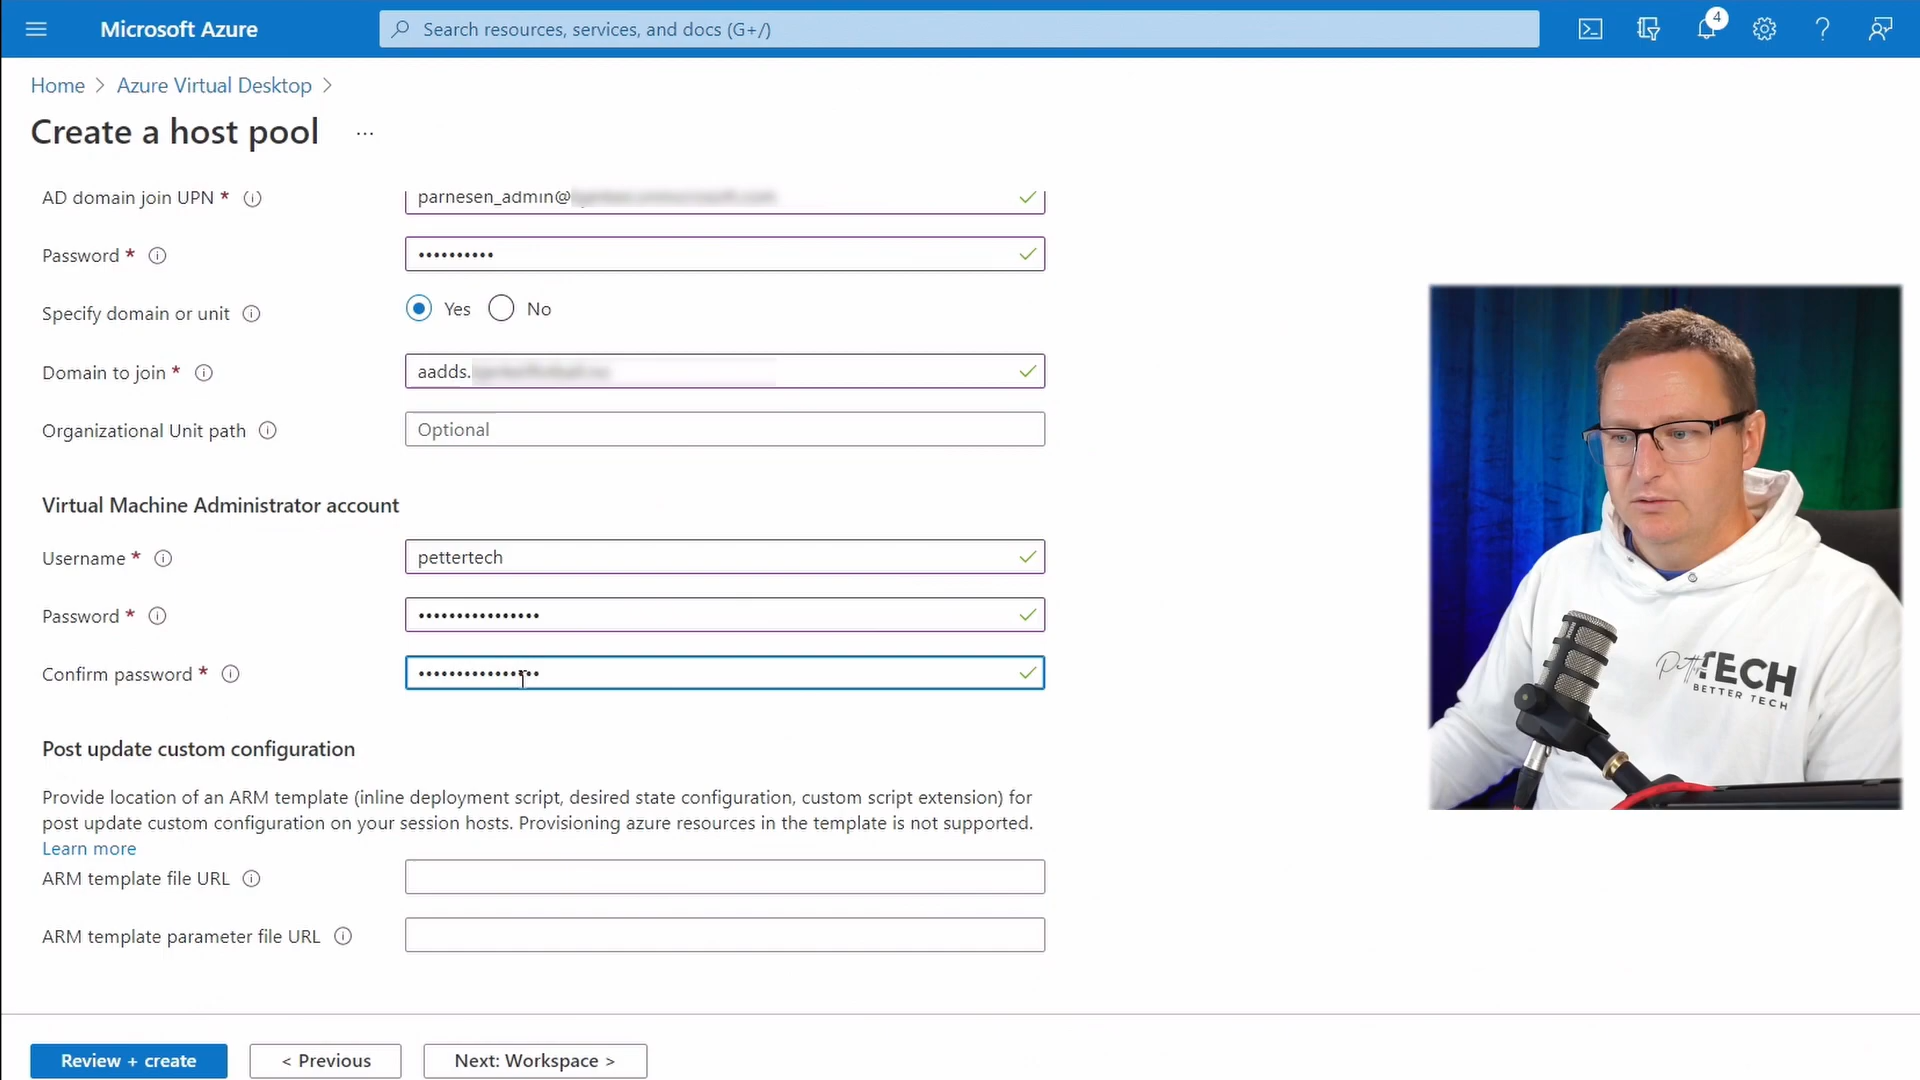 Microsoft Azure
Search resources, services, and docs (G+/)
4
Home > Azure Virtual Desktop >
Create a host pool ...
AD domain join UPN *
parnesen_admin@
Password *
••••••••••
Specify domain or unit
Yes
No
Domain to join *
aadds.
Organizational Unit path
Optional
Virtual Machine Administrator account
Username *
pettertech
Password *
••••••••••••••••
Confirm password *
••••••••••••••••
Post update custom configuration
Provide location of an ARM template (inline deployment script, desired state configuration, custom script extension) for
post update custom configuration on your session hosts. Provisioning azure resources in the template is not supported.
Learn more
ARM template file URL
ARM template parameter file URL
Review + create
< Previous
Next: Workspace >
TECH
BETTER TECH